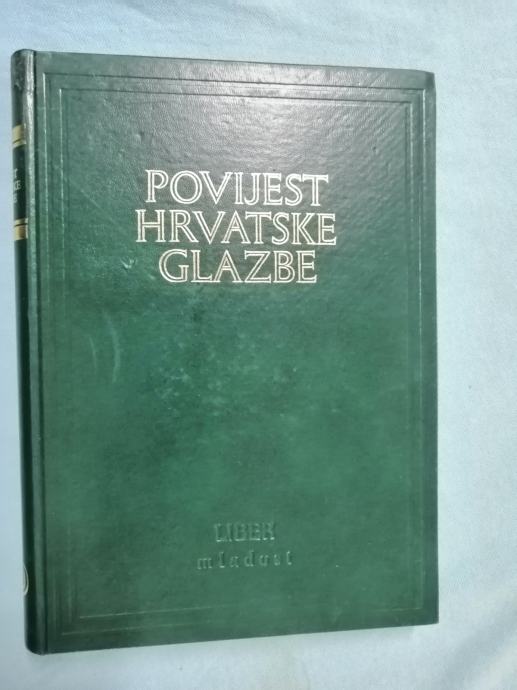 POVIJEST
HRVATSKE
GLAZBE
LIBER
mladost